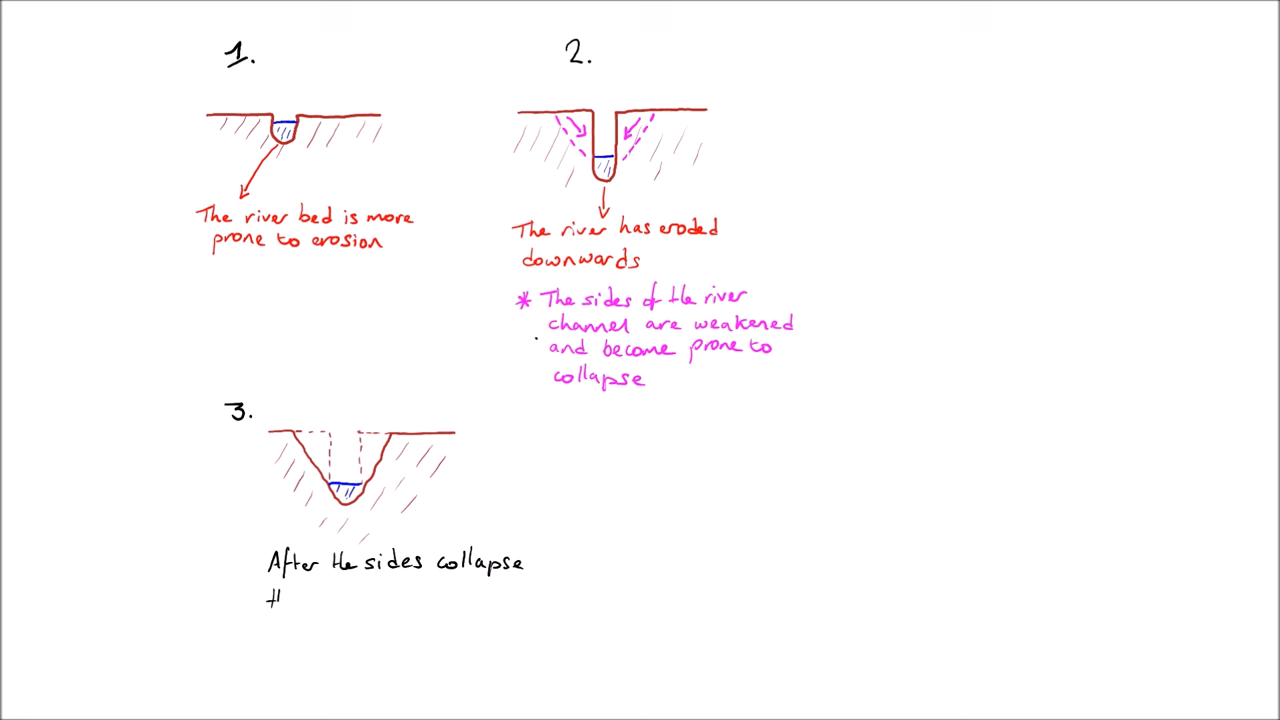 1.
The river bed is more
prone to erosion
2.
The river has eroded
downwards
* The sides of the river
channel are weakened
and become prone to
collapse
3.
After the sides collapse